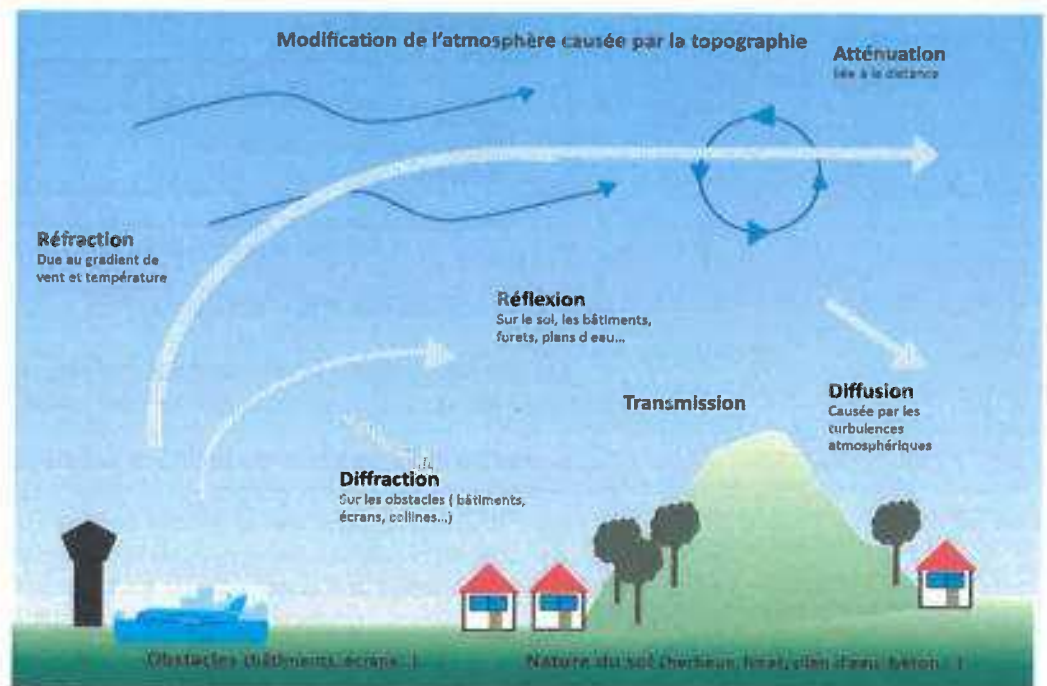 Modification de l'atmosphère causée par la topographie
Atténuation
liée à la distance
Réfraction
Due au gradient de
vent et température
Réflexion
Sur le sol, les bâtiments,
furets, plans d eau...
Transmission
Diffusion
Causée par les
turbulences
atmosphériques
Diffraction
Sur les obstacles ( bâtiments,
écrans, collines...)
Obstacles (bâtiments, écrans...)
Nature du sol (herbeux, foret, plan d'eau, béton...)